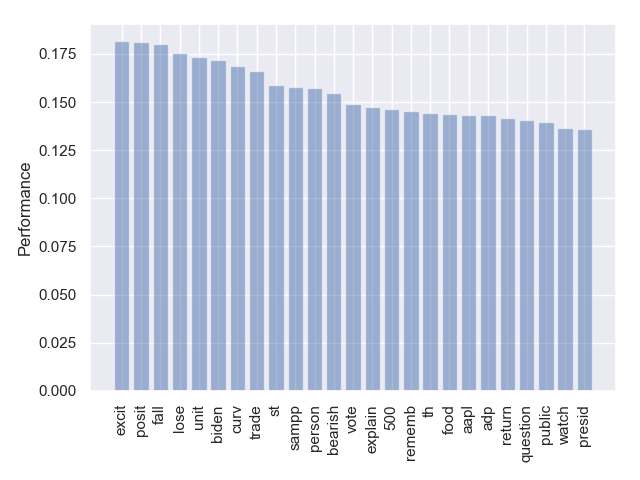 0.175
0.150
0.125
0.100
0.075
0.050
0.025
0.000
Performance
excit
posit
fall
lose
unit
biden
curv
trade
st
sampp
person
bearish
vote
explain
500
rememb
th
food
aapl
adp
return
question
public
watch
presid